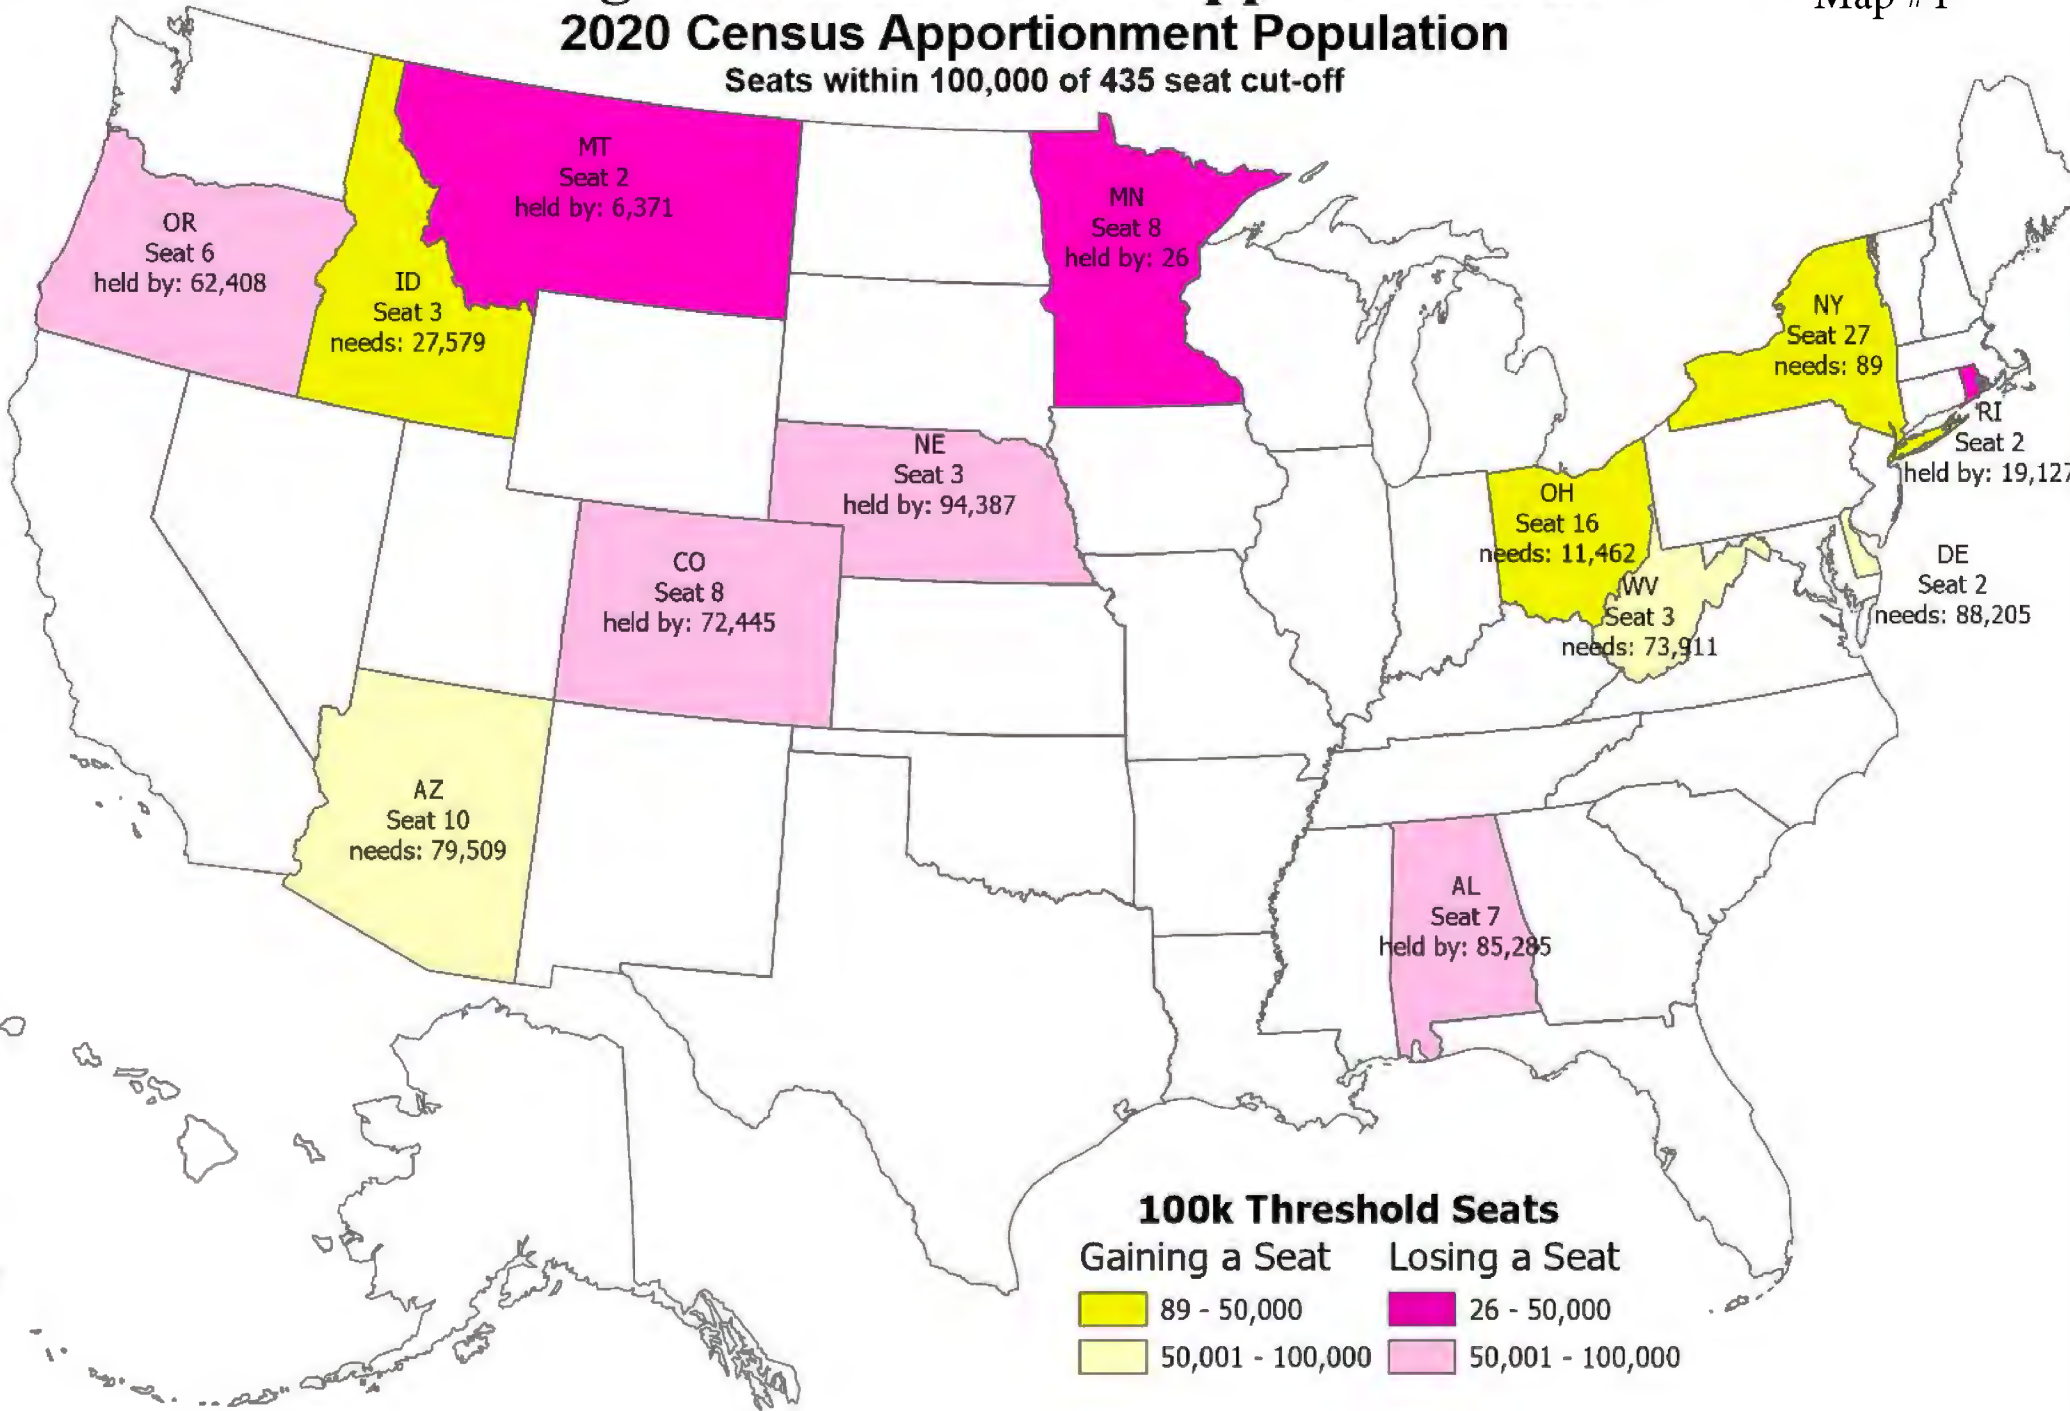 2020 Census Apportionment Population
Seats within 100,000 of 435 seat cut-off
MT
Seat 2
held by: 6,371
MN
Seat 8
held by: 26
OR
Seat 6
held by: 62,408
ID
Seat 3
needs: 27,579
NY
Seat 27
needs: 89
RI
Seat 2
held by: 19,127
NE
Seat 3
held by: 94,387
OH
Seat 16
needs: 11,462
CO
Seat 8
held by: 72,445
WV
Seat 3
needs: 73,911
DE
Seat 2
needs: 88,205
AZ
Seat 10
needs: 79,509
AL
Seat 7
held by: 85,285
100k Threshold Seats
Gaining a Seat
Losing a Seat
89 - 50,000
26 - 50,000
50,001 - 100,000
50,001 - 100,000